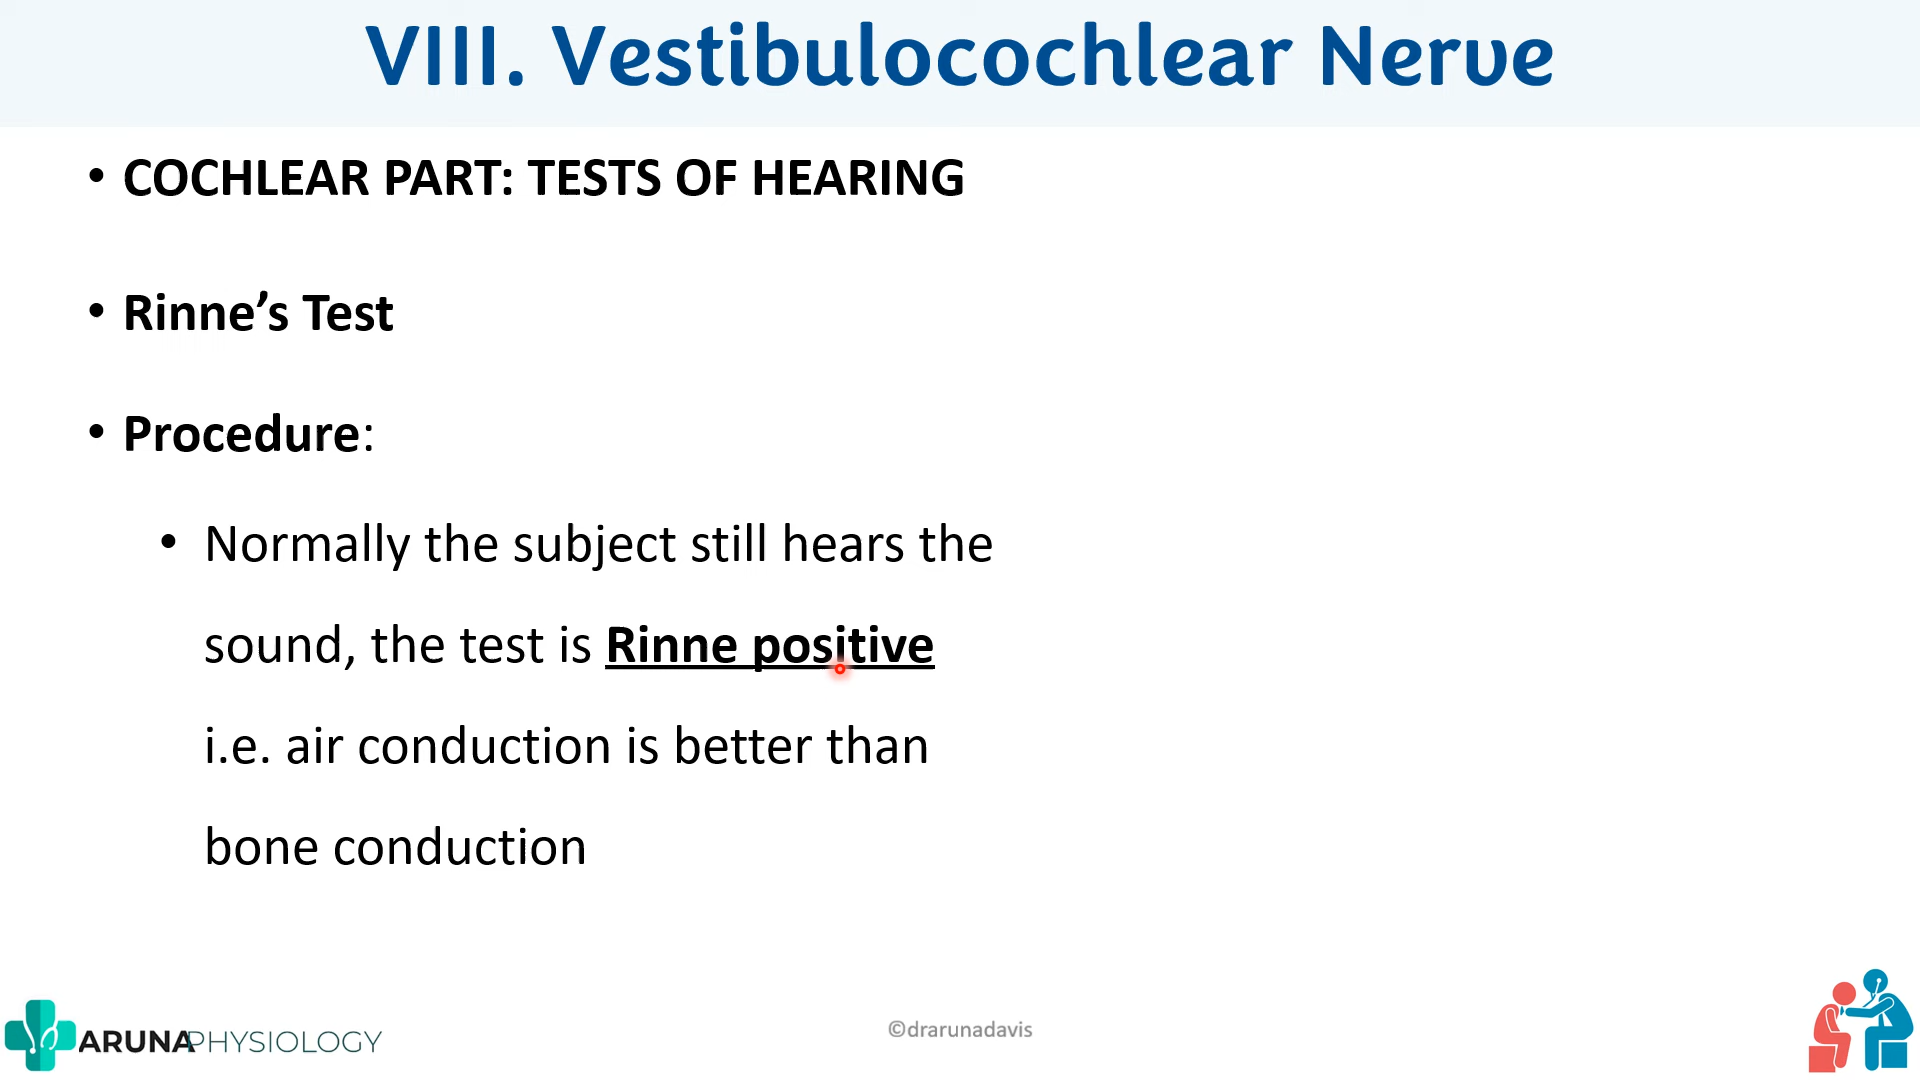 VIII. Vestibulocochlear Nerve
• COCHLEAR PART: TESTS OF HEARING
• Rinne’s Test
• Procedure:
• Normally the subject still hears the
sound, the test is Rinne positive
i.e. air conduction is better than
bone conduction
ARUNAPHYSIOLOGY
©drarunadavis